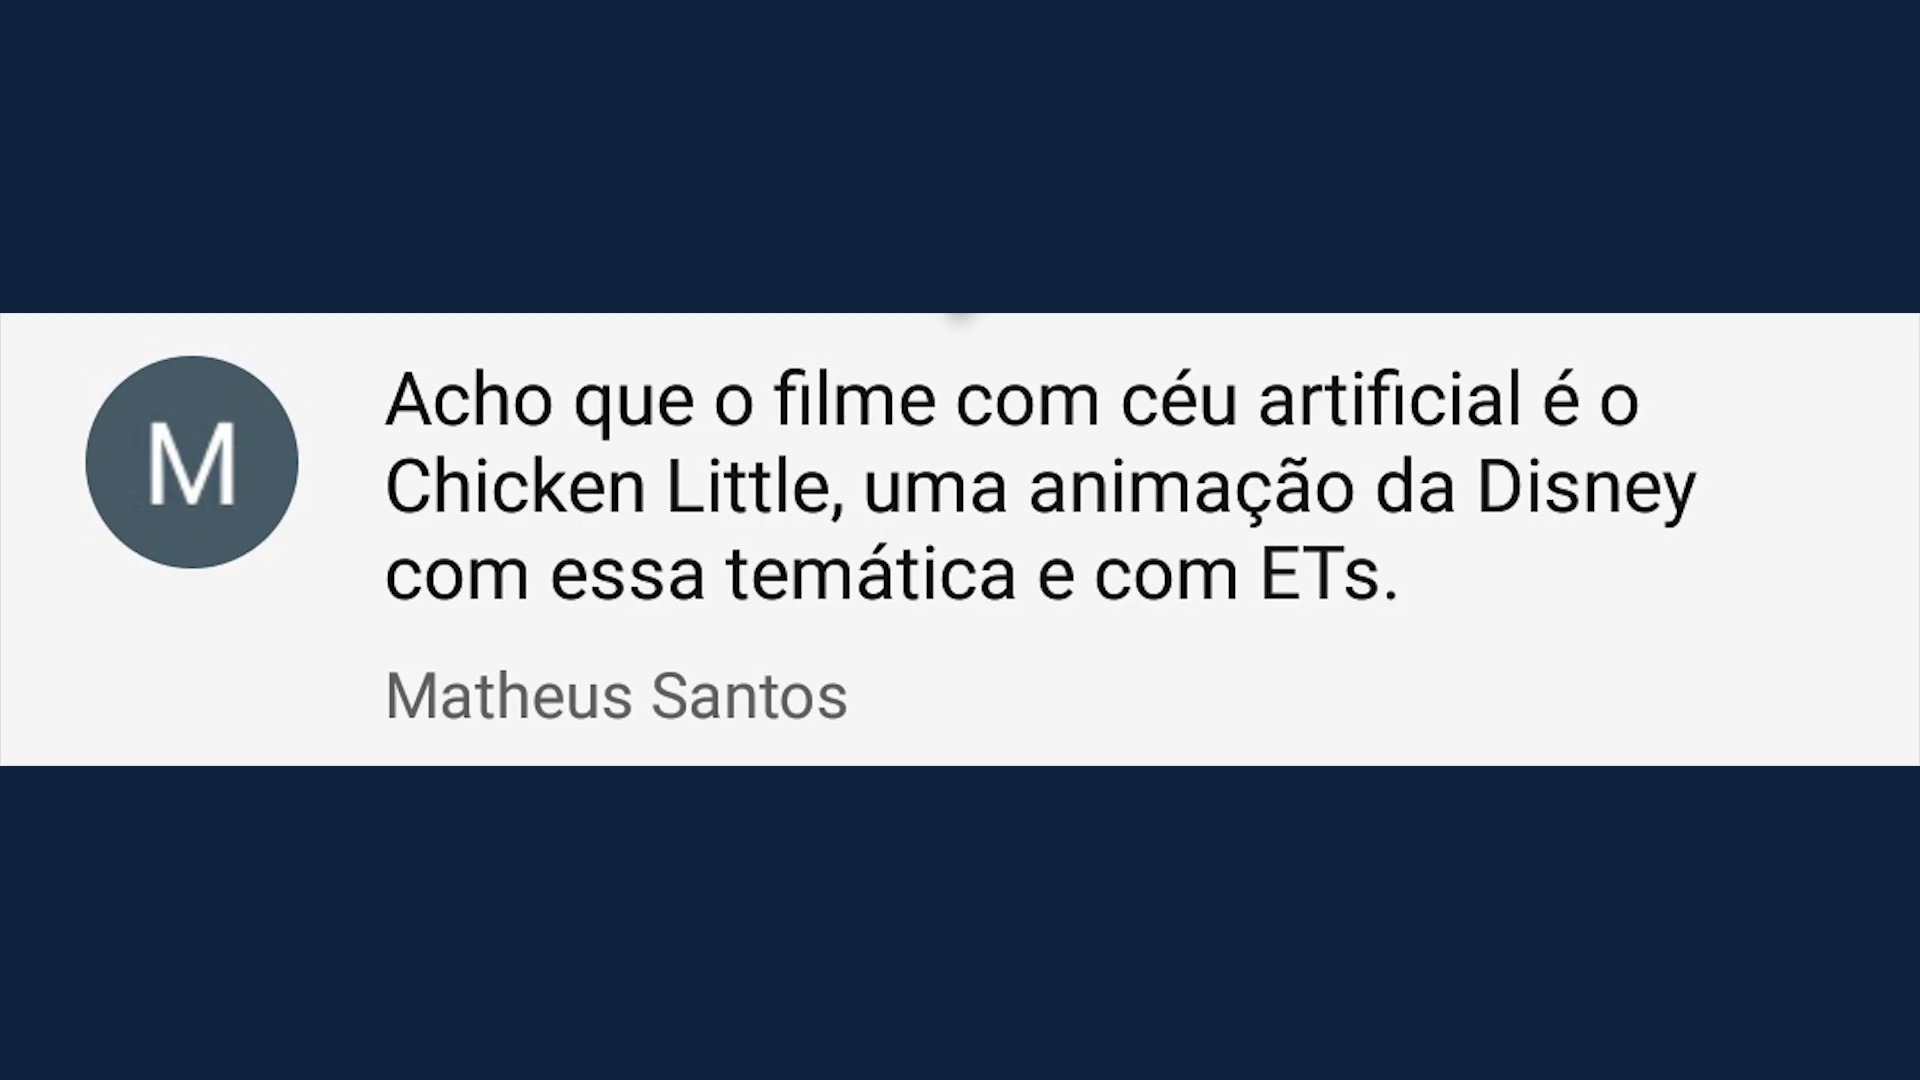 M
Acho que o filme com céu artificial é o
Chicken Little, uma animação da Disney
com essa temática e com ETs.
Matheus Santos